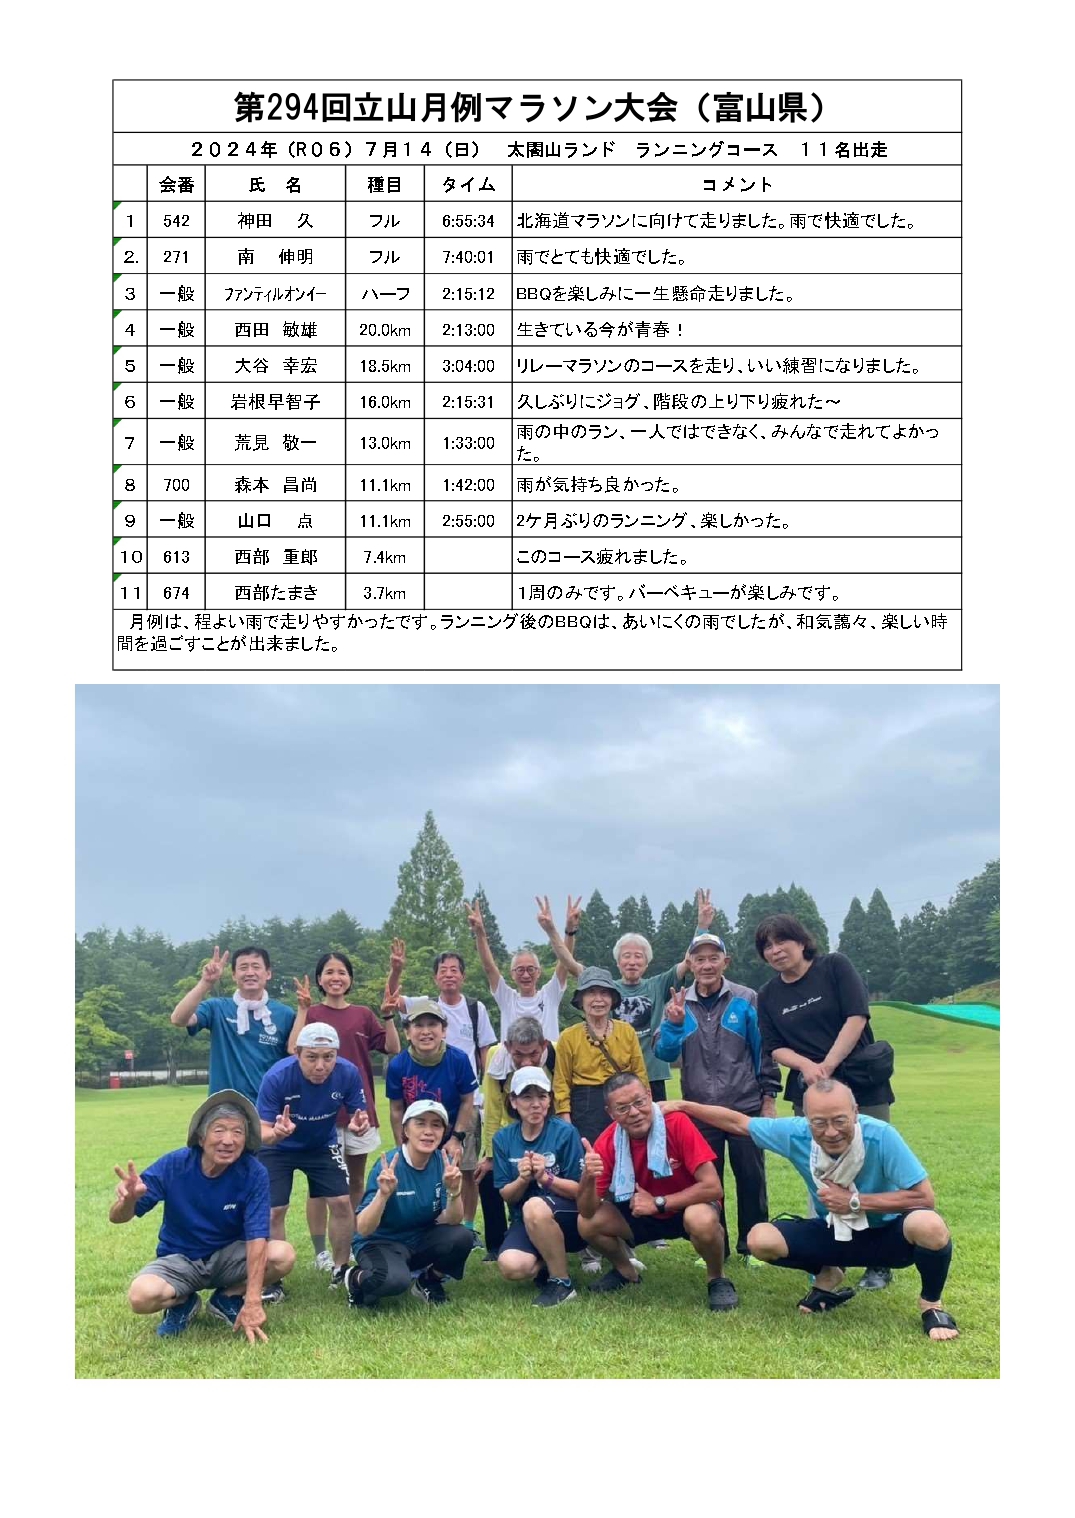 第294回立山月例マラソン大会（富山県）
２０２４年（R０６）７月１４（日）　太閤山ランド　ランニングコース　１１名出走
会番 氏　名 種目 タイム コメント
1 542 神田　久 フル 6:55:34 北海道マラソンに向けて走りました。雨で快適でした。
2. 271 南　伸明 フル 7:40:01 雨でとても快適でした。
3 一般 ファンティルオンイー ハーフ 2:15:12 BBQを楽しみに一生懸命走りました。
4 一般 西田　敏雄 20.0km 2:13:00 生きている今が青春！
5 一般 大谷　幸宏 18.5km 3:04:00 リレーマラソンのコースを走り、いい練習になりました。
6 一般 岩根早智子 16.0km 2:15:31 久しぶりにジョグ、階段の上り下り疲れた～
7 一般 荒見　敬一 13.0km 1:33:00 雨の中のラン、一人ではできなく、みんなで走れてよかっ
た。
8 700 森本　昌尚 11.1km 1:42:00 雨が気持ち良かった。
9 一般 山口　点 11.1km 2:55:00 2ケ月ぶりのランニング、楽しかった。
10 613 西部　重郎 7.4km このコース疲れました。
11 674 西部たまき 3.7km 1周のみです。バーベキューが楽しみです。
月例は、程よい雨で走りやすかったです。ランニング後のBBQは、あいにくの雨でしたが、和気藹々、楽しい時
間を過ごすことが出来ました。